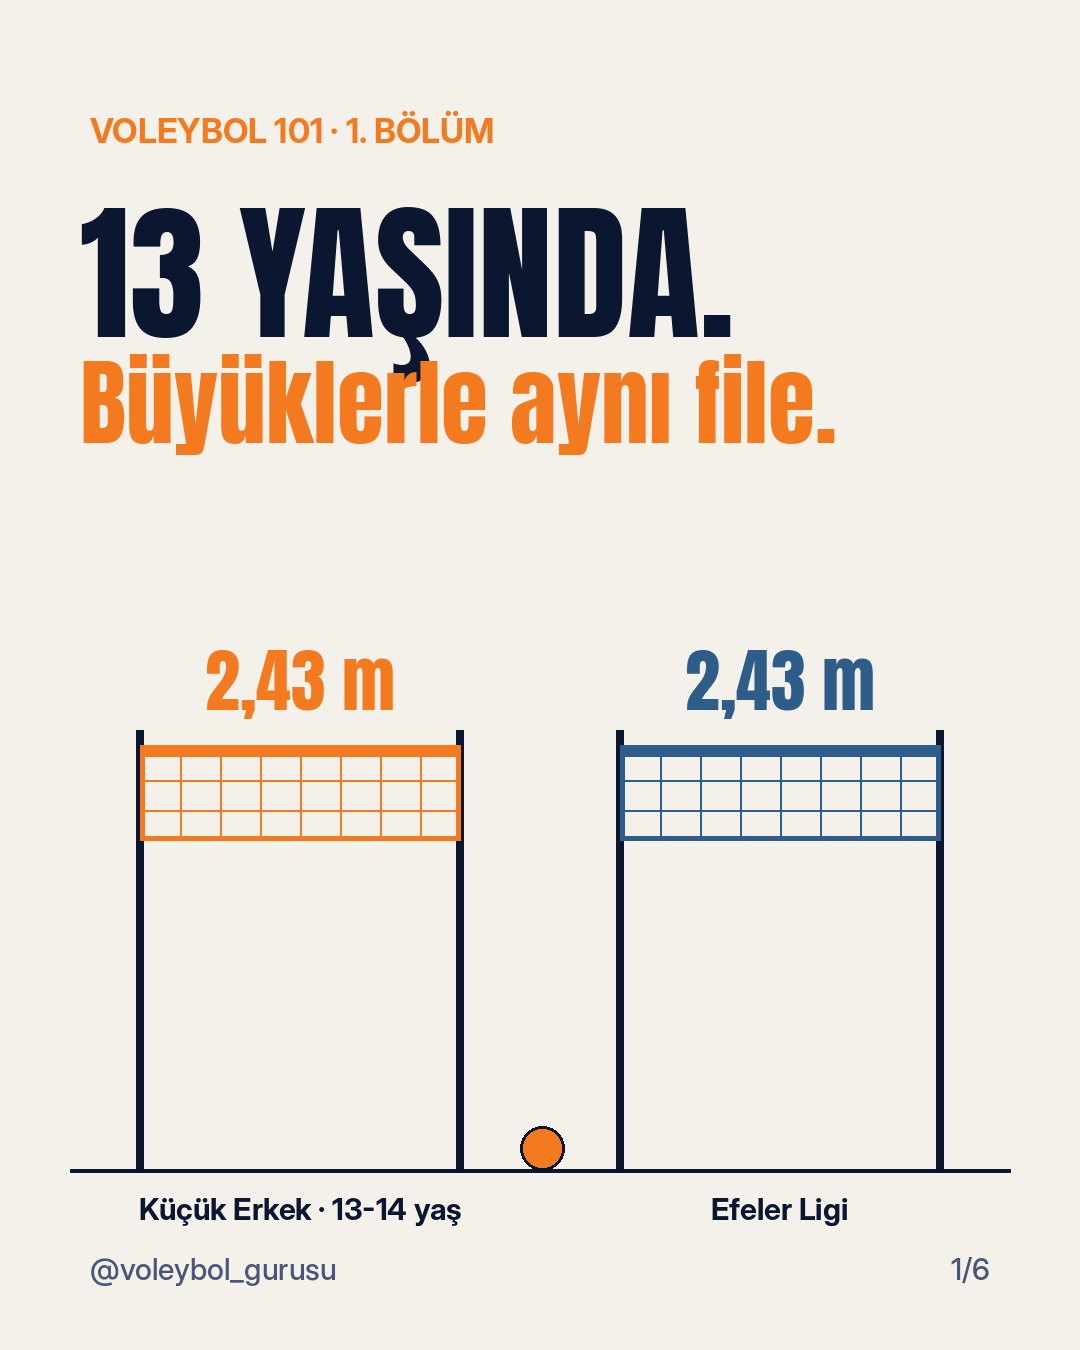 VOLEYBOL 101 · 1. BÖLÜM
13 YAŞINDA.
Büyüklerle aynı file.
2,43 m
2,43 m
Küçük Erkek · 13-14 yaş
Efeler Ligi
@voleybol_gurusu
1/6